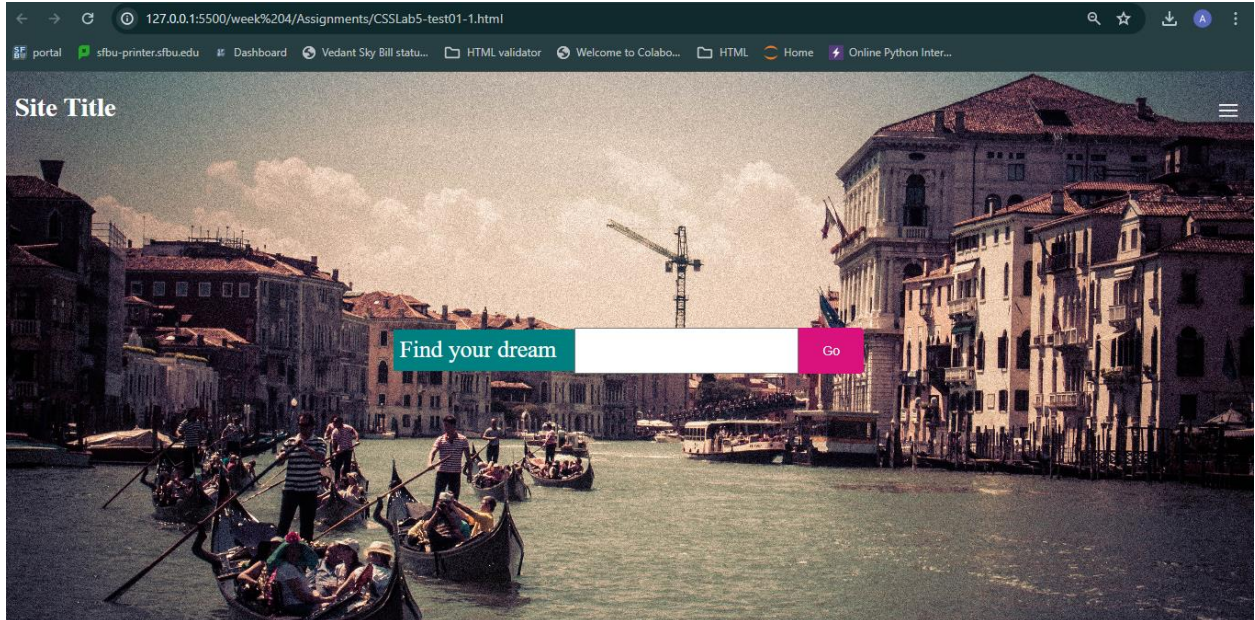 127.0.0.1:5500/week%204/Assignments/CSSLab5-test01-1.html
A
SF BU portal sfbu-printer.sfbu.edu Dashboard Vedant Sky Bill statu... HTML validator Welcome to Colabo... HTML Home Online Python Inter...
Site Title
Find your dream Go